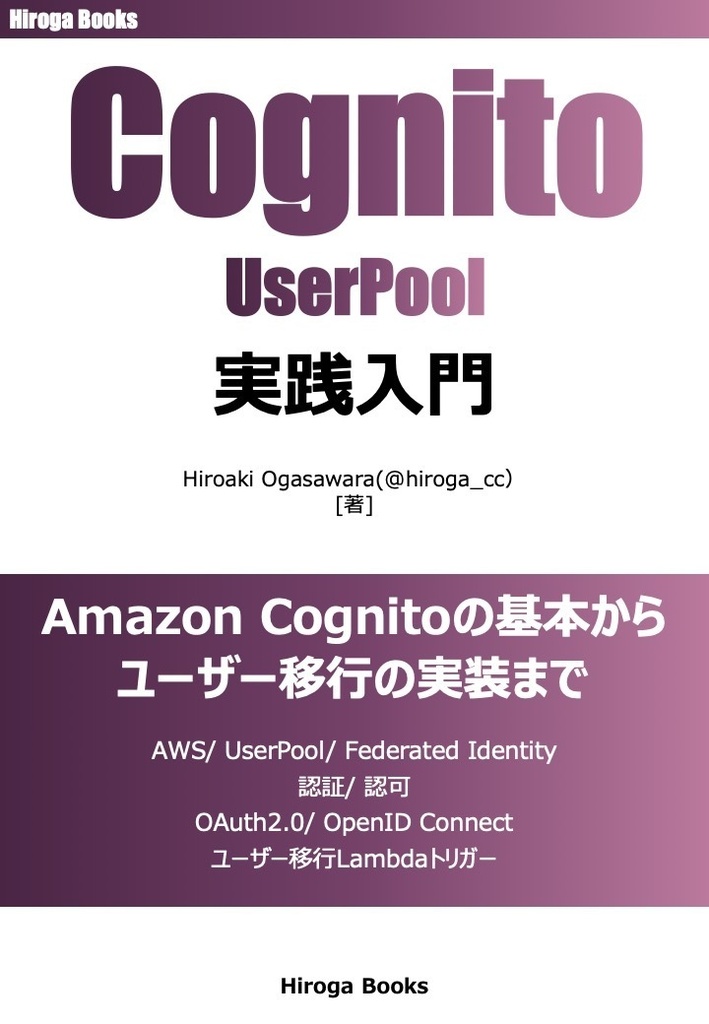 Hiroga Books
Cognito
UserPool
実践入門
Hiroaki Ogasawara(@hiroga_cc）
[著]
Amazon Cognitoの基本から
ユーザー移行の実装まで
AWS/ UserPool/ Federated Identity
認証/ 認可
OAuth2.0/ OpenID Connect
ユーザー移行Lambdaトリガー
Hiroga Books